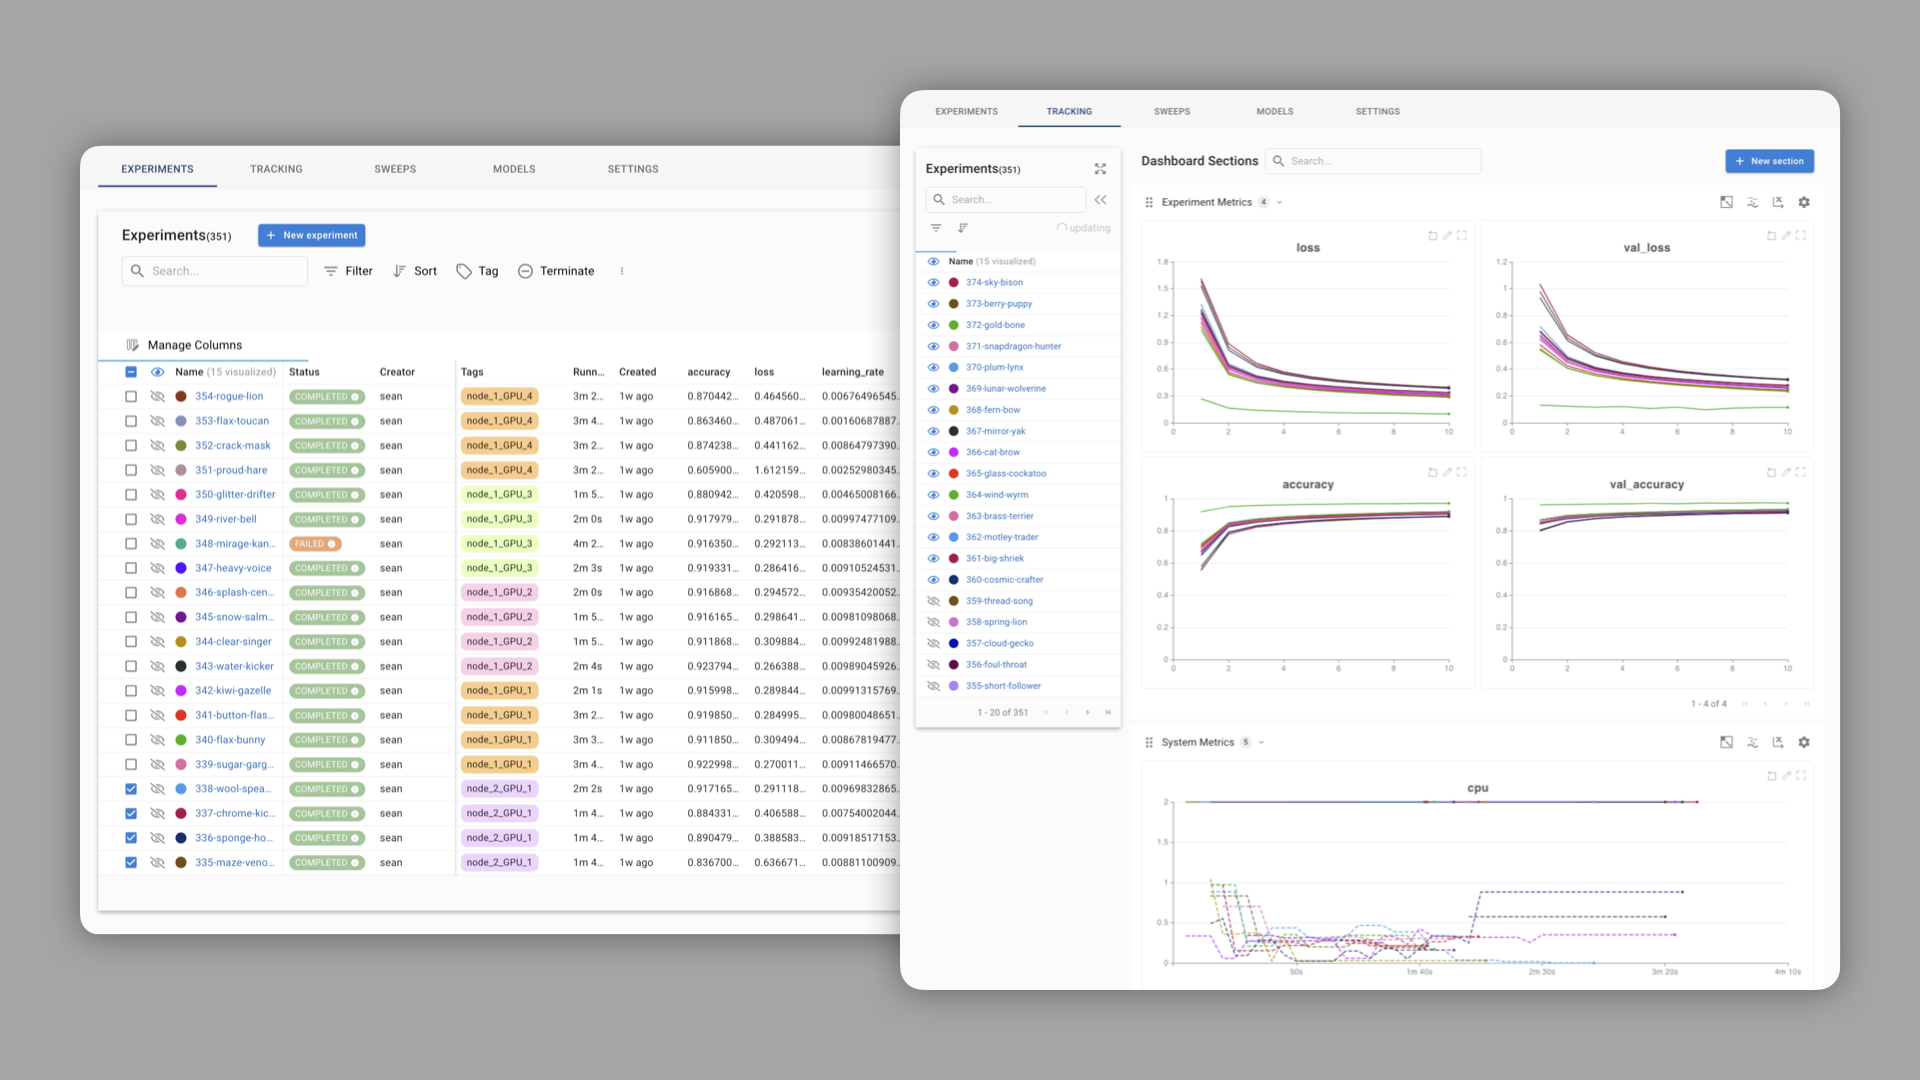 EXPERIMENTS TRACKING SWEEPS MODELS SETTINGS
Experiments(351) + New experiment
Search... Filter Sort Tag Terminate
Manage Columns
Name (15 visualized) Status Creator Tags Runn... Created accuracy loss learning_rate
354-rogue-lion COMPLETED sean node_1_GPU_4 3m 2... 1w ago 0.870442... 0.464560... 0.00676496545...
353-flax-toucan COMPLETED sean node_1_GPU_4 3m 4... 1w ago 0.863460... 0.487061... 0.00160687887...
352-crack-mask COMPLETED sean node_1_GPU_4 3m 2... 1w ago 0.874238... 0.441162... 0.00864797390...
351-proud-hare COMPLETED sean node_1_GPU_4 3m 2... 1w ago 0.605900... 1.612159... 0.00252980345...
350-glitter-drifter COMPLETED sean node_1_GPU_3 1m 5... 1w ago 0.880942... 0.420598... 0.00465008166...
349-river-bell COMPLETED sean node_1_GPU_3 2m 0s 1w ago 0.917979... 0.291878... 0.00997477109...
348-mirage-kan... FAILED sean node_1_GPU_3 4m 2... 1w ago 0.916350... 0.292113... 0.00838601441...
347-heavy-voice COMPLETED sean node_1_GPU_3 2m 3s 1w ago 0.919331... 0.286416... 0.00910524531...
346-splash-cen... COMPLETED sean node_1_GPU_2 2m 0s 1w ago 0.916868... 0.294572... 0.00935420052...
345-snow-salm... COMPLETED sean node_1_GPU_2 1m 5... 1w ago 0.916165... 0.298641... 0.00981098068...
344-clear-singer COMPLETED sean node_1_GPU_2 1m 5... 1w ago 0.911868... 0.309884... 0.00992481988...
343-water-kicker COMPLETED sean node_1_GPU_2 2m 4s 1w ago 0.923794... 0.266388... 0.00989045926...
342-kiwi-gazelle COMPLETED sean node_1_GPU_1 2m 1s 1w ago 0.915998... 0.289844... 0.00991315769...
341-button-flas... COMPLETED sean node_1_GPU_1 3m 2... 1w ago 0.919850... 0.284995... 0.00980048651...
340-flax-bunny COMPLETED sean node_1_GPU_1 3m 3... 1w ago 0.911850... 0.309494... 0.00867819477...
339-sugar-garg... COMPLETED sean node_1_GPU_1 3m 4... 1w ago 0.922998... 0.270011... 0.00911466570...
338-wool-spea... COMPLETED sean node_2_GPU_1 2m 2s 1w ago 0.917165... 0.291118... 0.00969832865...
337-chrome-kic... COMPLETED sean node_2_GPU_1 1m 4... 1w ago 0.884331... 0.406588... 0.00754002044...
336-sponge-ho... COMPLETED sean node_2_GPU_1 1m 4... 1w ago 0.890479... 0.388583... 0.00918517153...
335-maze-veno... COMPLETED sean node_2_GPU_1 1m 4... 1w ago 0.836700... 0.636671... 0.00881100909...
EXPERIMENTS TRACKING SWEEPS MODELS SETTINGS
Experiments(351)
Search...
updating
Name (15 visualized)
374-sky-bison
373-berry-puppy
372-gold-bone
371-snapdragon-hunter
370-plum-lynx
369-lunar-wolverine
368-fern-bow
367-mirror-yak
366-cat-brow
365-glass-cockatoo
364-wind-wyrm
363-brass-terrier
362-motley-trader
361-big-shriek
360-cosmic-crafter
359-thread-song
358-spring-lion
357-cloud-gecko
356-foul-throat
355-short-follower
1 - 20 of 351
Dashboard Sections Search... + New section
Experiment Metrics 4
loss
1.8
1.5
1.2
0.9
0.6
0.3
0
0 2 4 6 8 10
val_loss
1.2
1
0.8
0.6
0.4
0.2
0
0 2 4 6 8 10
accuracy
1
0.8
0.6
0.4
0.2
0
0 2 4 6 8 10
val_accuracy
1
0.8
0.6
0.4
0.2
0
0 2 4 6 8 10
1 - 4 of 4
System Metrics 5
cpu
2
1.5
1
0.5
0
50s 1m 40s 2m 30s 3m 20s 4m 10s